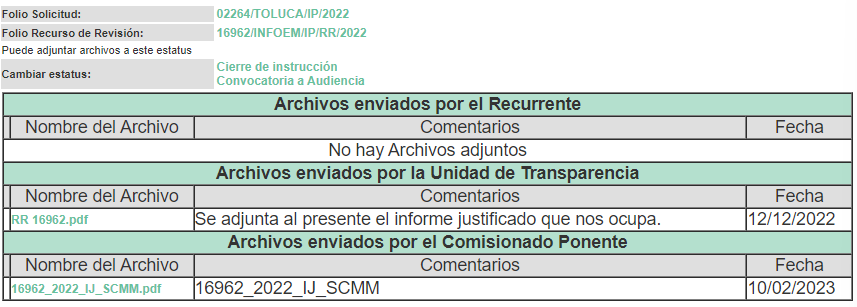 Folio Solicitud: 02264/TOLUCA/IP/2022
Folio Recurso de Revisión: 16962/INFOEM/IP/RR/2022
Puede adjuntar archivos a este estatus
Cambiar estatus: Cierre de instrucción
Convocatoria a Audiencia
Archivos enviados por el Recurrente
Nombre del Archivo Comentarios Fecha
No hay Archivos adjuntos
Archivos enviados por la Unidad de Transparencia
Nombre del Archivo Comentarios Fecha
RR 16962.pdf Se adjunta al presente el informe justificado que nos ocupa. 12/12/2022
Archivos enviados por el Comisionado Ponente
Nombre del Archivo Comentarios Fecha
16962_2022_IJ_SCMM.pdf 16962_2022_IJ_SCMM 10/02/2023